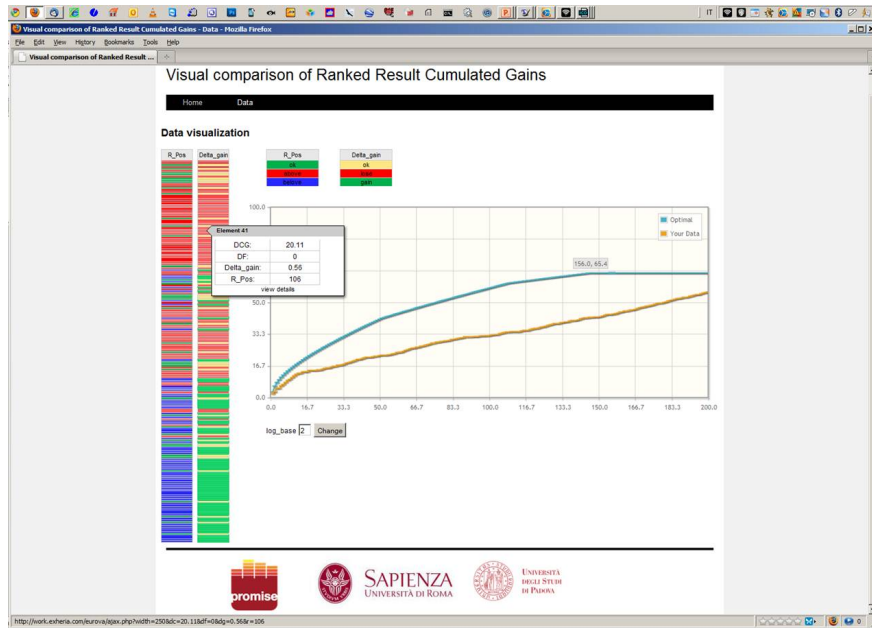 Visual comparison of Ranked Result Cumulated Gains - Data - Mozilla Firefox
File Edit View History Bookmarks Tools Help
Visual comparison of Ranked Result ...
Visual comparison of Ranked Result Cumulated Gains
Home Data
Data visualization
R_Pos Delta_gain R_Pos Delta_gain
ok ok
gain
100.0
Optimal
Your Data
Element 41
DCG: 20.11
DF: 0
Delta_gain: 0.56
R_Pos: 106
view details
156.0, 65.4
50.0
33.3
16.7
0.0
0.0 16.7 33.3 50.0 66.7 83.3 100.0 116.7 133.3 150.0 166.7 183.3 200.0
log_base 2 Change
promise
SAPIENZA
UNIVERSITÀ DI ROMA
UNIVERSITÀ
DEGLI STUDI
DI PADOVA
http://work.exheria.com/eurova/ajax.php?width=250&dc=20.11&df=0&dg=0.56&r=106
IT
0